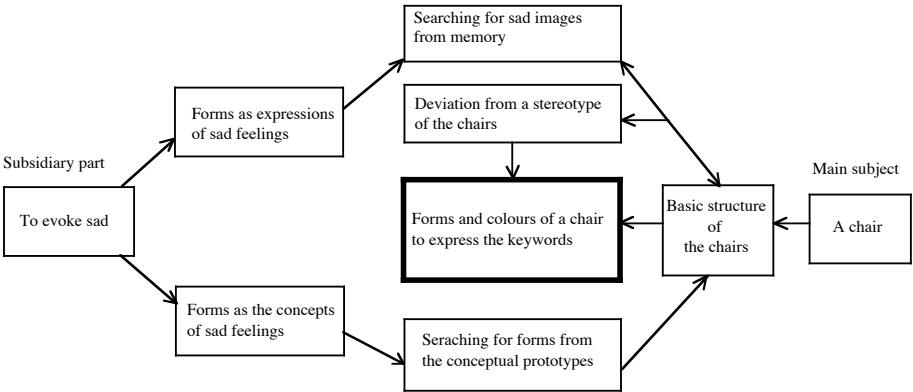 Searching for sad images
from memory
Forms as expressions
of sad feelings
Deviation from a stereotype
of the chairs
Subsidiary part
To evoke sad
Forms and colours of a chair
to express the keywords
Basic structure
of
the chairs
Main subject
A chair
Forms as the concepts
of sad feelings
Seraching for forms from
the conceptual prototypes